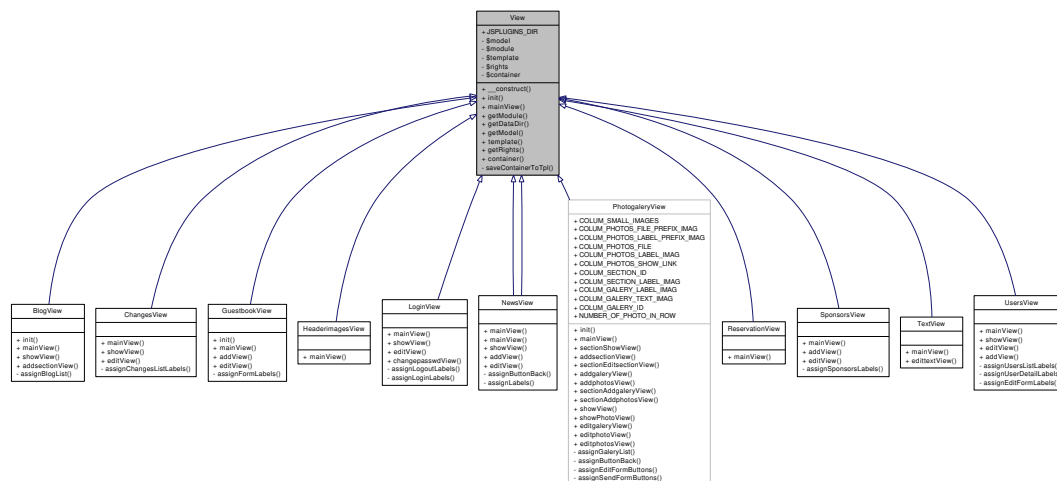 View
+ JSPLUGINS_DIR
- $model
- $module
- $template
- $rights
- $container
+ __construct()
+ init()
+ mainView()
+ getModule()
+ getDataDir()
+ getModel()
+ template()
+ getRights()
+ container()
- saveContainerToTpl()
BlogView
+ init()
+ mainView()
+ showView()
+ addsectionView()
- assignBlogList()
ChangesView
+ mainView()
+ showView()
+ editView()
- assignChangesListLabels()
GuestbookView
+ init()
+ mainView()
+ addView()
+ editView()
- assignFormLabels()
HeaderimagesView
+ mainView()
LoginView
+ mainView()
+ showView()
+ editView()
+ changepasswdView()
- assignLogoutLabels()
- assignLoginLabels()
NewsView
+ mainView()
+ mainView()
+ showView()
+ addView()
+ editView()
- assignButtonBack()
- assignLabels()
PhotogaleryView
+ COLUM_SMALL_IMAGES
+ COLUM_PHOTOS_FILE_PREFIX_IMAG
+ COLUM_PHOTOS_LABEL_PREFIX_IMAG
+ COLUM_PHOTOS_FILE
+ COLUM_PHOTOS_LABEL_IMAG
+ COLUM_PHOTOS_SHOW_LINK
+ COLUM_SECTION_ID
+ COLUM_SECTION_LABEL_IMAG
+ COLUM_GALERY_LABEL_IMAG
+ COLUM_GALERY_TEXT_IMAG
+ COLUM_GALERY_ID
+ NUMBER_OF_PHOTO_IN_ROW
+ init()
+ mainView()
+ sectionShowView()
+ addsectionView()
+ sectionEditsectionView()
+ addgaleryView()
+ addphotosView()
+ sectionAddgaleryView()
+ sectionAddphotosView()
+ showView()
+ showPhotoView()
+ editgaleryView()
+ editphotoView()
+ editphotosView()
- assignGaleryList()
- assignButtonBack()
- assignEditFormButtons()
- assignSendFormButtons()
ReservationView
+ mainView()
SponsorsView
+ mainView()
+ addView()
+ editView()
- assignSponsorsLabels()
TextView
+ mainView()
+ edittextView()
UsersView
+ mainView()
+ showView()
+ editView()
+ addView()
- assignUsersListLabels()
- assignUserDetailLabels()
- assignEditFormLabels()